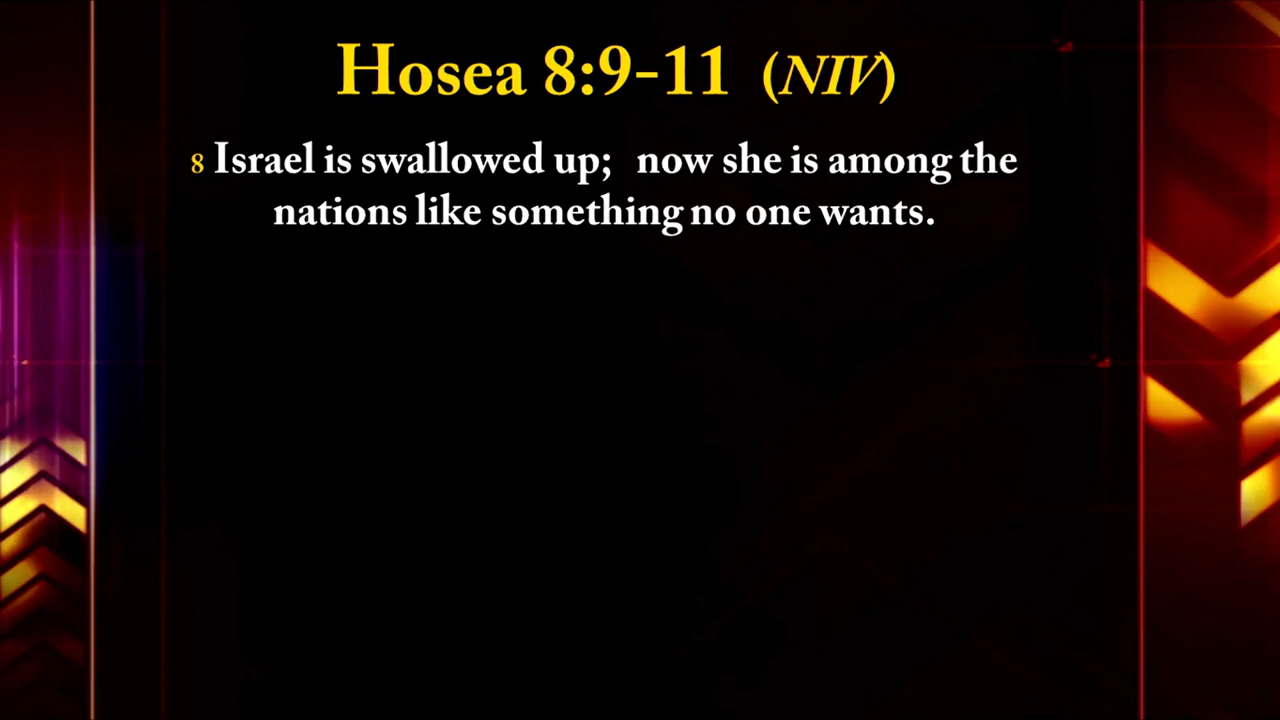 Hosea 8:9-11 (NIV)
8 Israel is swallowed up; now she is among the
nations like something no one wants.